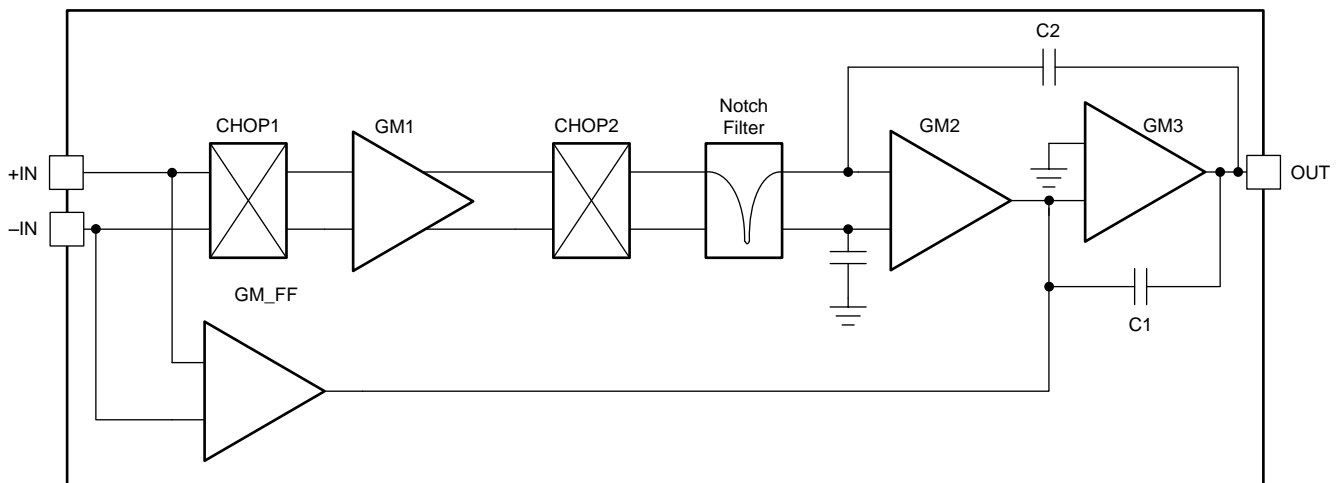 C2
Notch
Filter
CHOP1
GM1
CHOP2
GM2
GM3
+IN
OUT
–IN
GM_FF
C1